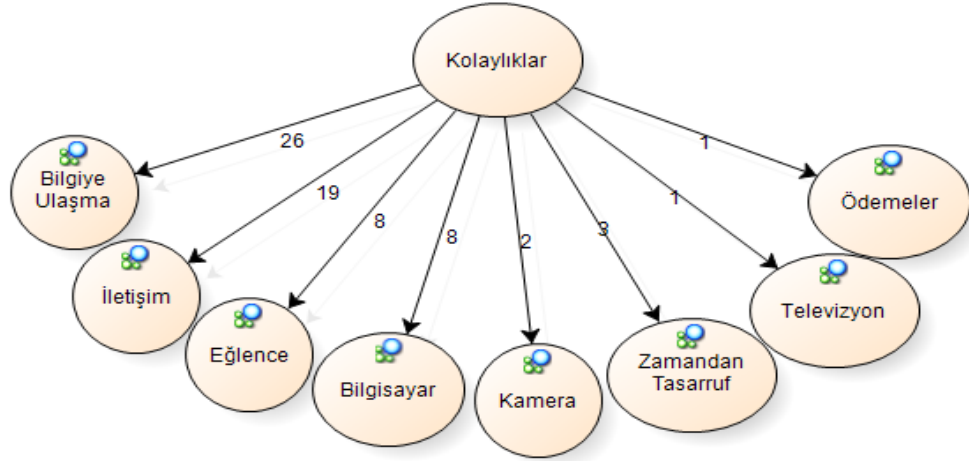 Kolaylıklar
26
19
8
8
2
3
1
1
Bilgiye
Ulaşma
İletişim
Eğlence
Bilgisayar
Kamera
Zamandan
Tasarruf
Televizyon
Ödemeler